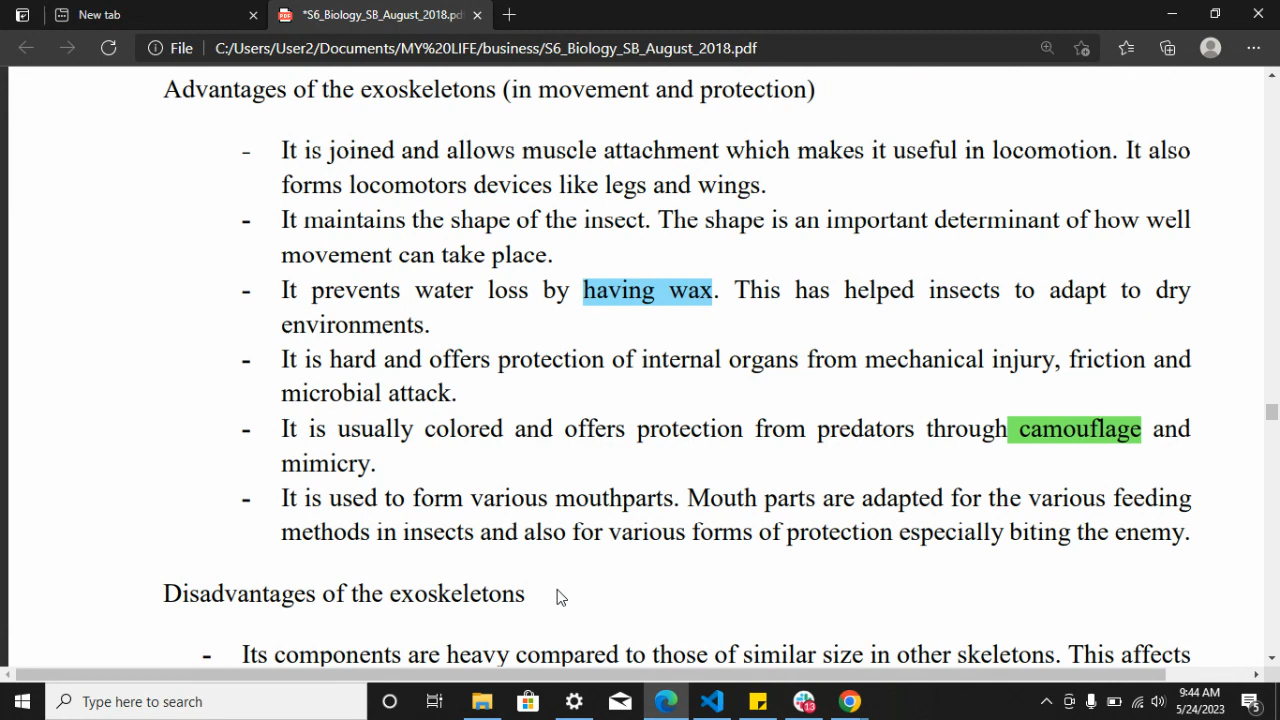 New tab
*S6_Biology_SB_August_2018.pd
File
C:/Users/User2/Documents/MY%20LIFE/business/S6_Biology_SB_August_2018.pdf
Advantages of the exoskeletons (in movement and protection)
- It is joined and allows muscle attachment which makes it useful in locomotion. It also
forms locomotors devices like legs and wings.
- It maintains the shape of the insect. The shape is an important determinant of how well
movement can take place.
- It prevents water loss by having wax. This has helped insects to adapt to dry
environments.
- It is hard and offers protection of internal organs from mechanical injury, friction and
microbial attack.
- It is usually colored and offers protection from predators through camouflage and
mimicry.
- It is used to form various mouthparts. Mouth parts are adapted for the various feeding
methods in insects and also for various forms of protection especially biting the enemy.
Disadvantages of the exoskeletons
- Its components are heavy compared to those of similar size in other skeletons. This affects
Type here to search
13
9:44 AM
5/24/2023
5